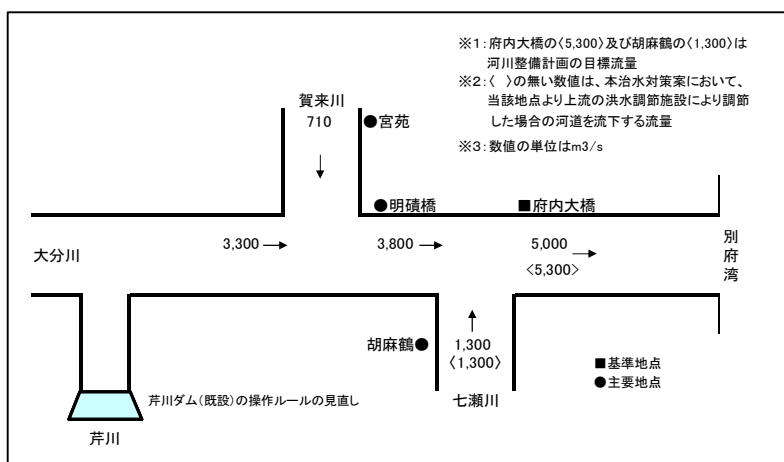 ※1：府内大橋の〈5,300〉及び胡麻鶴の〈1,300〉は
河川整備計画の目標流量
※2：〈　〉の無い数値は、本治水対策案において、
当該地点より上流の洪水調節施設により調節
した場合の河道を流下する流量
※3：数値の単位はm3/s
賀来川
710
↓
●宮苑
●明磧橋
■府内大橋
大分川
3,300→
3,800→
5,000
→
<5,300>
別府湾
胡麻鶴●
↑
1,300
〈1,300〉
七瀬川
■基準地点
●主要地点
芹川ダム(既設)の操作ルールの見直し
芹川